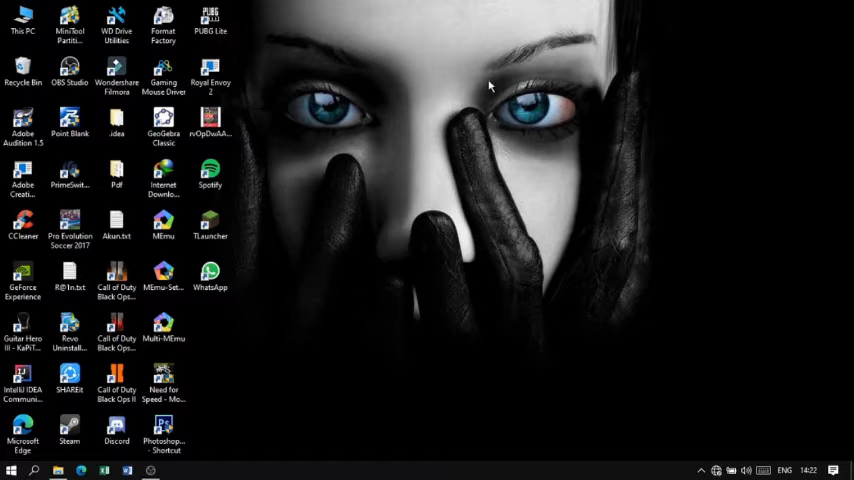 This PC
MiniTool
Partiti...
WD Drive
Utilities
Format
Factory
PUBG Lite
Recycle Bin
OBS Studio
Wondershare
Filmora
Gaming
Mouse Driver
Royal Envoy
2
Adobe
Audition 1.5
Point Blank
.idea
GeoGebra
Classic
rvOpDwAA...
Adobe
Creati...
PrimeSwit...
Pdf
Internet
Downlo...
Spotify
CCleaner
Pro Evolution
Soccer 2017
Akun.txt
MEmu
TLauncher
GeForce
Experience
R@1n.txt
Call of Duty
Black Ops...
MEmu-Set...
WhatsApp
Guitar Hero
III - KaPiT...
Revo
Uninstall...
Call of Duty
Black Ops...
Multi-MEmu
IntelliJ IDEA
Communi...
SHAREit
Call of Duty
Black Ops II
Need for
Speed - Mo...
Microsoft
Edge
Steam
Discord
Photoshop...
- Shortcut
ENG
14:22